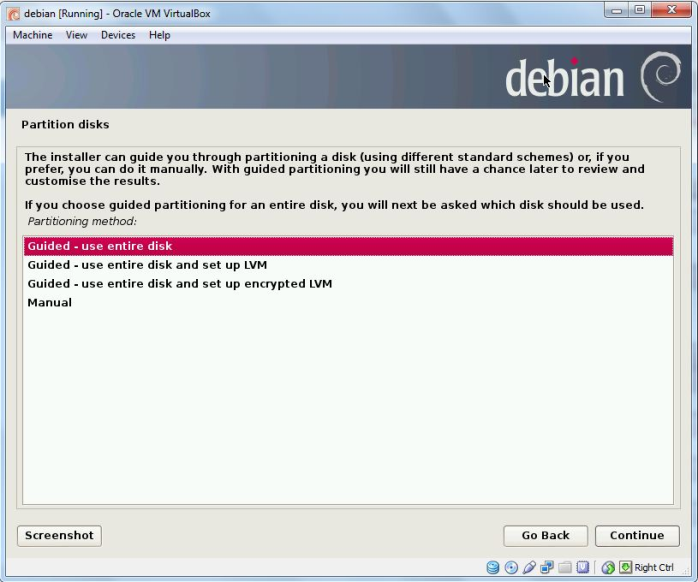 debian [Running] - Oracle VM VirtualBox
Machine View Devices Help
debian
Partition disks
The installer can guide you through partitioning a disk (using different standard schemes) or, if you
prefer, you can do it manually. With guided partitioning you will still have a chance later to review and
customise the results.
If you choose guided partitioning for an entire disk, you will next be asked which disk should be used.
Partitioning method:
Guided - use entire disk
Guided - use entire disk and set up LVM
Guided - use entire disk and set up encrypted LVM
Manual
Screenshot Go Back Continue
Right Ctrl